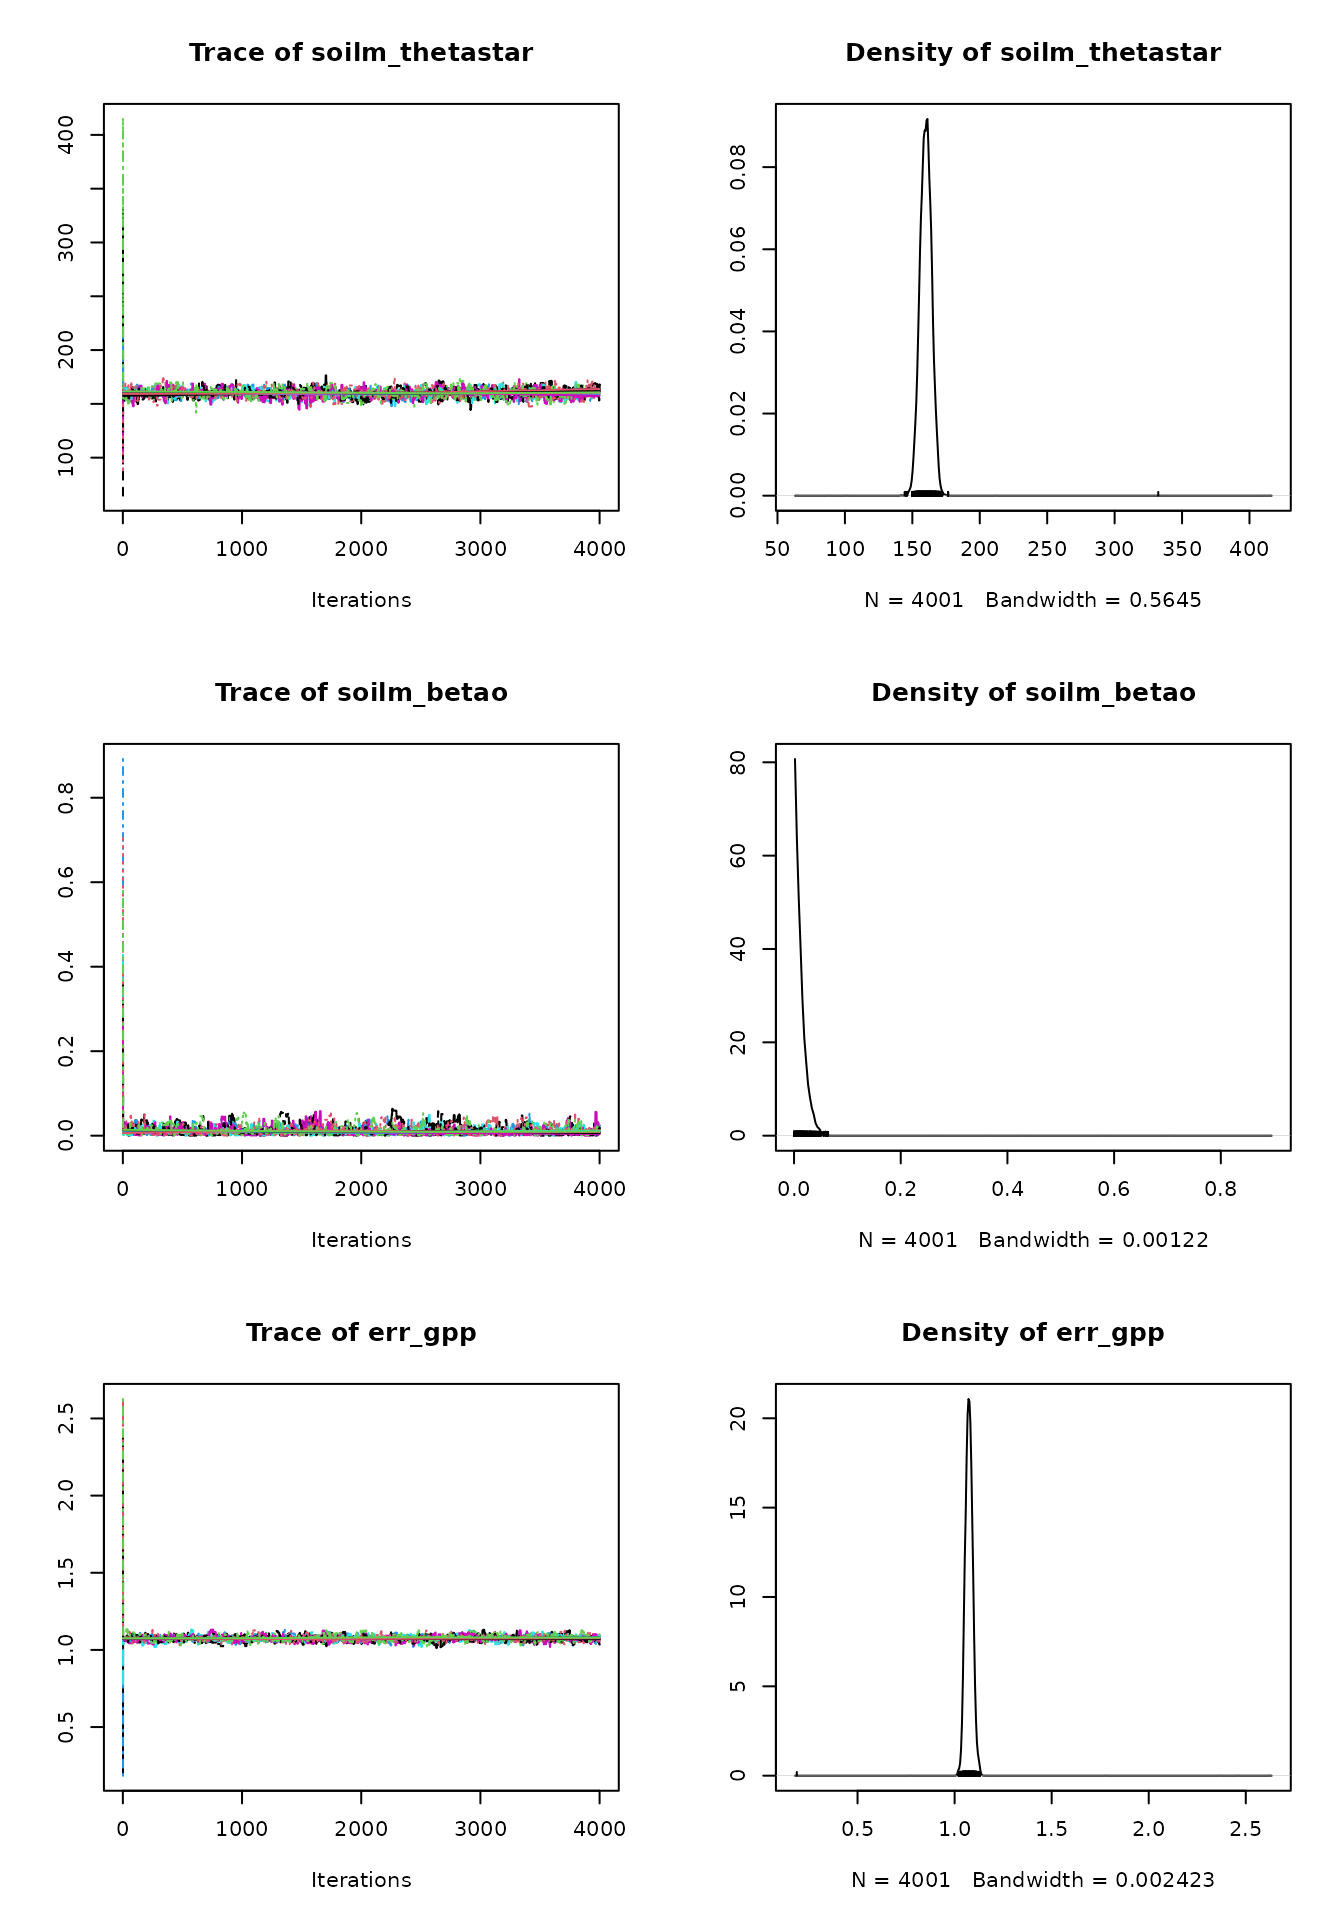 Trace of soilm_thetastar
Density of soilm_thetastar
400
300
200
100
0 1000 2000 3000 4000
Iterations
0.08
0.06
0.04
0.02
0.00
50 100 150 200 250 300 350 400
N = 4001 Bandwidth = 0.5645
Trace of soilm_betao
Density of soilm_betao
0.8
0.6
0.4
0.2
0.0
0 1000 2000 3000 4000
Iterations
80
60
40
20
0
0.0 0.2 0.4 0.6 0.8
N = 4001 Bandwidth = 0.00122
Trace of err_gpp
Density of err_gpp
2.5
2.0
1.5
1.0
0.5
0 1000 2000 3000 4000
Iterations
20
15
10
5
0
0.5 1.0 1.5 2.0 2.5
N = 4001 Bandwidth = 0.002423